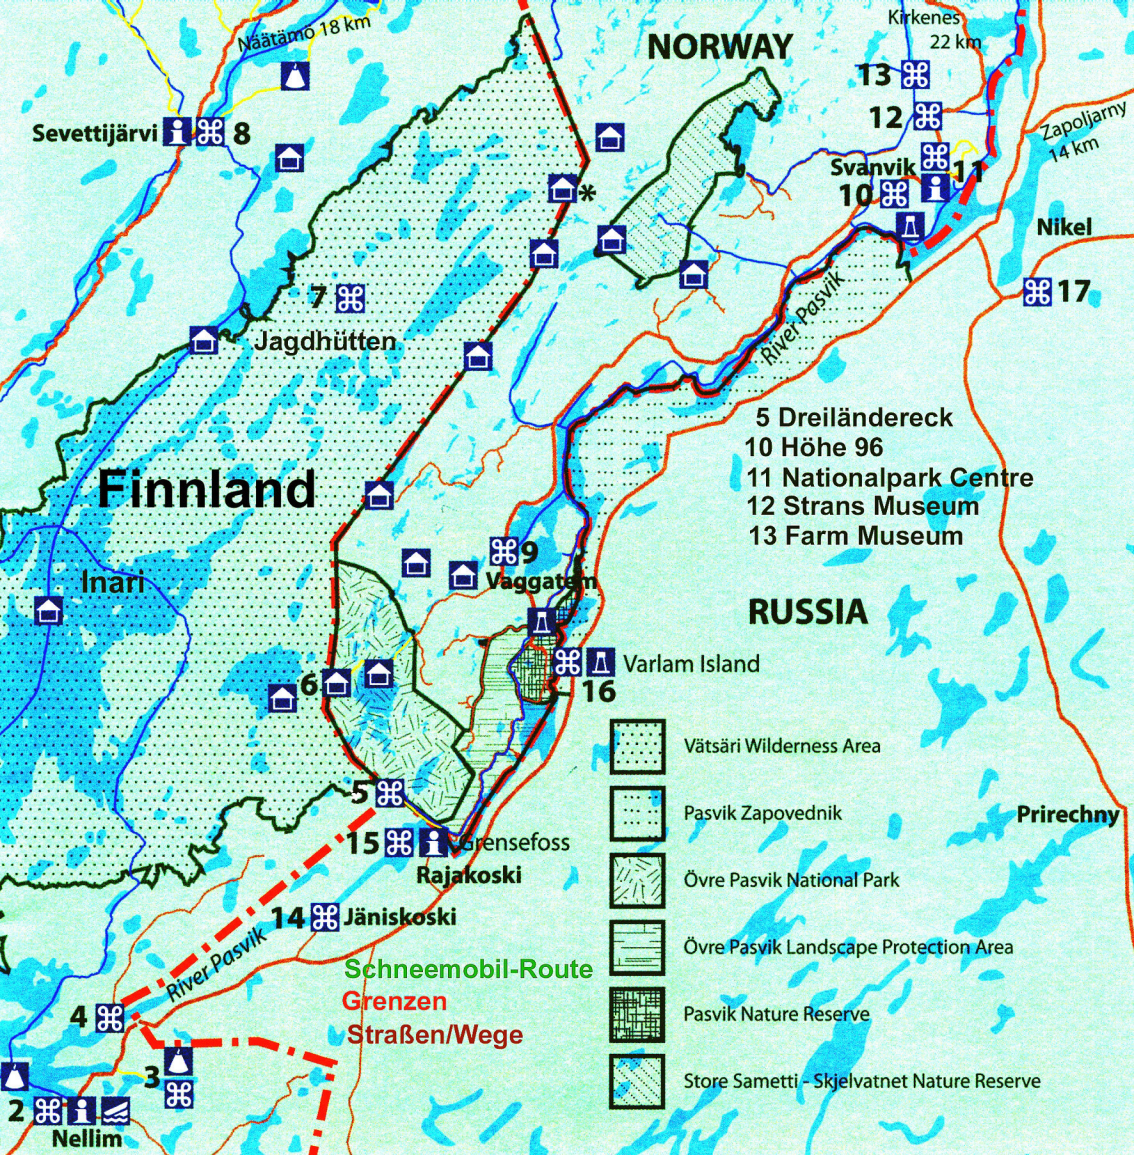 Näätämö 18 km
NORWAY
Kirkenes
22 km
13
12
Zapoljarny
14 km
Sevettijärvi
8
Svanvik
11
10
*
Nikel
7
17
Jagdhütten
River Pasvik
5 Dreiländereck
10 Höhe 96
11 Nationalpark Centre
12 Strans Museum
13 Farm Museum
Finnland
9
Vaggatem
Inari
RUSSIA
Varlam Island
16
6
Vätsäri Wilderness Area
5
Pasvik Zapovednik
Prirechny
15
Grensefoss
Rajakoski
Övre Pasvik National Park
14
Jäniskoski
Övre Pasvik Landscape Protection Area
River Pasvik
Schneemobil-Route
Grenzen
Straßen/Wege
4
Pasvik Nature Reserve
3
Store Sametti - Skjelvatnet Nature Reserve
2
Nellim